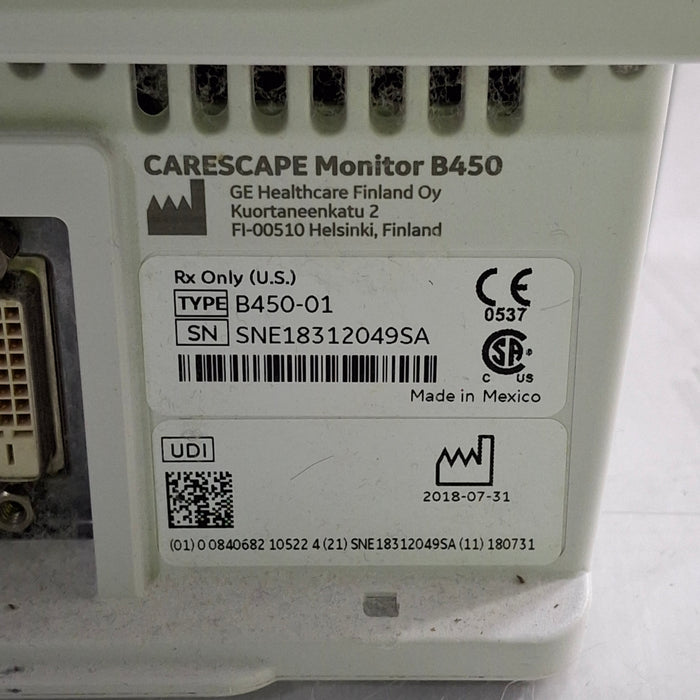 CARESCAPE Monitor B450
GE Healthcare Finland Oy
Kuortaneenkatu 2
FI-00510 Helsinki, Finland
Rx Only (U.S.)
TYPE B450-01
CE
0537
SN SNE18312049SA
SA
C US
Made in Mexico
UDI
2018-07-31
(01) 0 0840682 10522 4 (21) SNE18312049SA (11) 180731